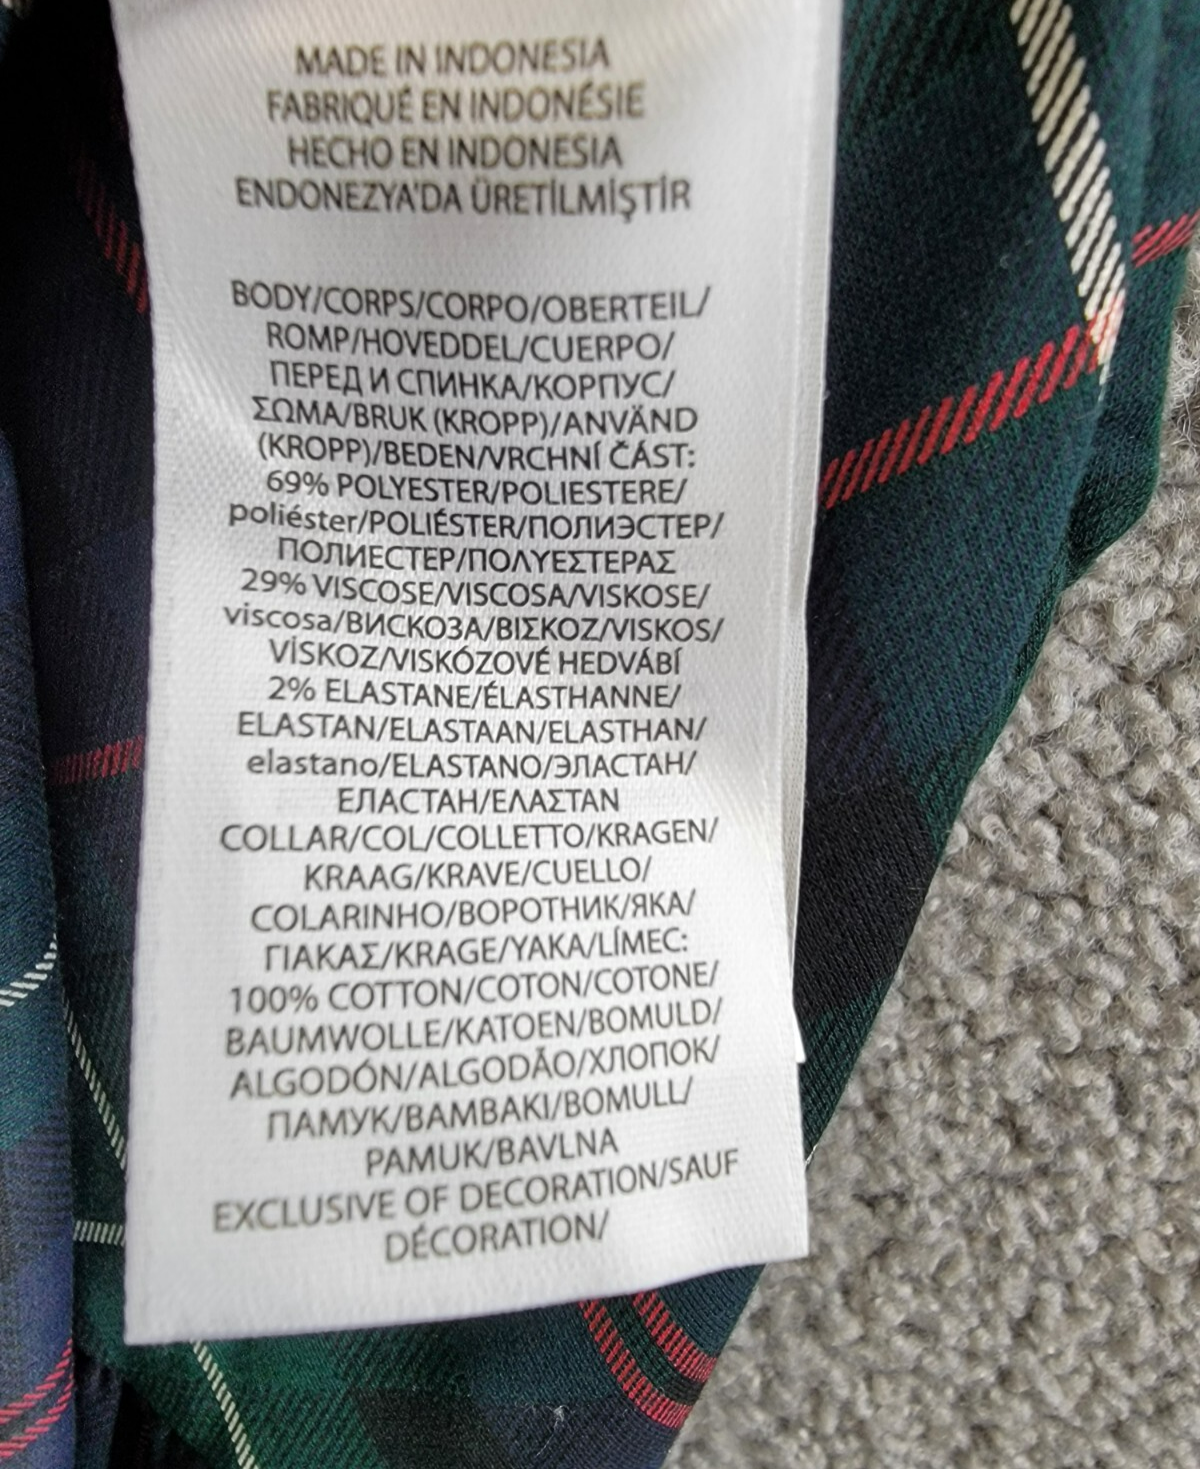 MADE IN INDONESIA
FABRIQUÉ EN INDONÉSIE
HECHO EN INDONESIA
ENDONEZYA'DA ÜRETİLMİŞTİR
BODY/CORPS/CORPO/OBERTEIL/
ROMP/HOVEDDEL/CUERPO/
ПЕРЕД И СПИНКА/КОРПУС/
ΣΩΜΑ/BRUK (KROPP)/ANVÄND
(KROPP)/BEDEN/VRCHNÍ ČÁST:
69% POLYESTER/POLIESTERE/
poliéster/POLIÉSTER/ПОЛИЭСТЕР/
ПОЛИЕСТЕР/ΠΟΛΥΕΣΤΕΡΑΣ
29% VISCOSE/VISCOSA/VISKOSE/
viscosa/ВИСКОЗА/ΒΙΣΚΟΖ/VISKOS/
VİSKOZ/VISKÓZOVÉ HEDVÁBÍ
2% ELASTANE/ÉLASTHANNE/
ELASTAN/ELASTAAN/ELASTHAN/
elastano/ELASTANO/ЭЛАСТАН/
ЕЛАСТАН/ΕΛΑΣΤΑΝ
COLLAR/COL/COLLETTO/KRAGEN/
KRAAG/KRAVE/CUELLO/
COLARINHO/ВОРОТНИК/ЯКА/
ΓΙΑΚΑΣ/KRAGE/YAKA/LÍMEC:
100% COTTON/COTON/COTONE/
BAUMWOLLE/KATOEN/BOMULD/
ALGODÓN/ALGODÃO/ХЛОПОК/
ПАМУК/ΒΑΜΒΑΚΙ/BOMULL/
PAMUK/BAVLNA
EXCLUSIVE OF DECORATION/SAUF
DÉCORATION/